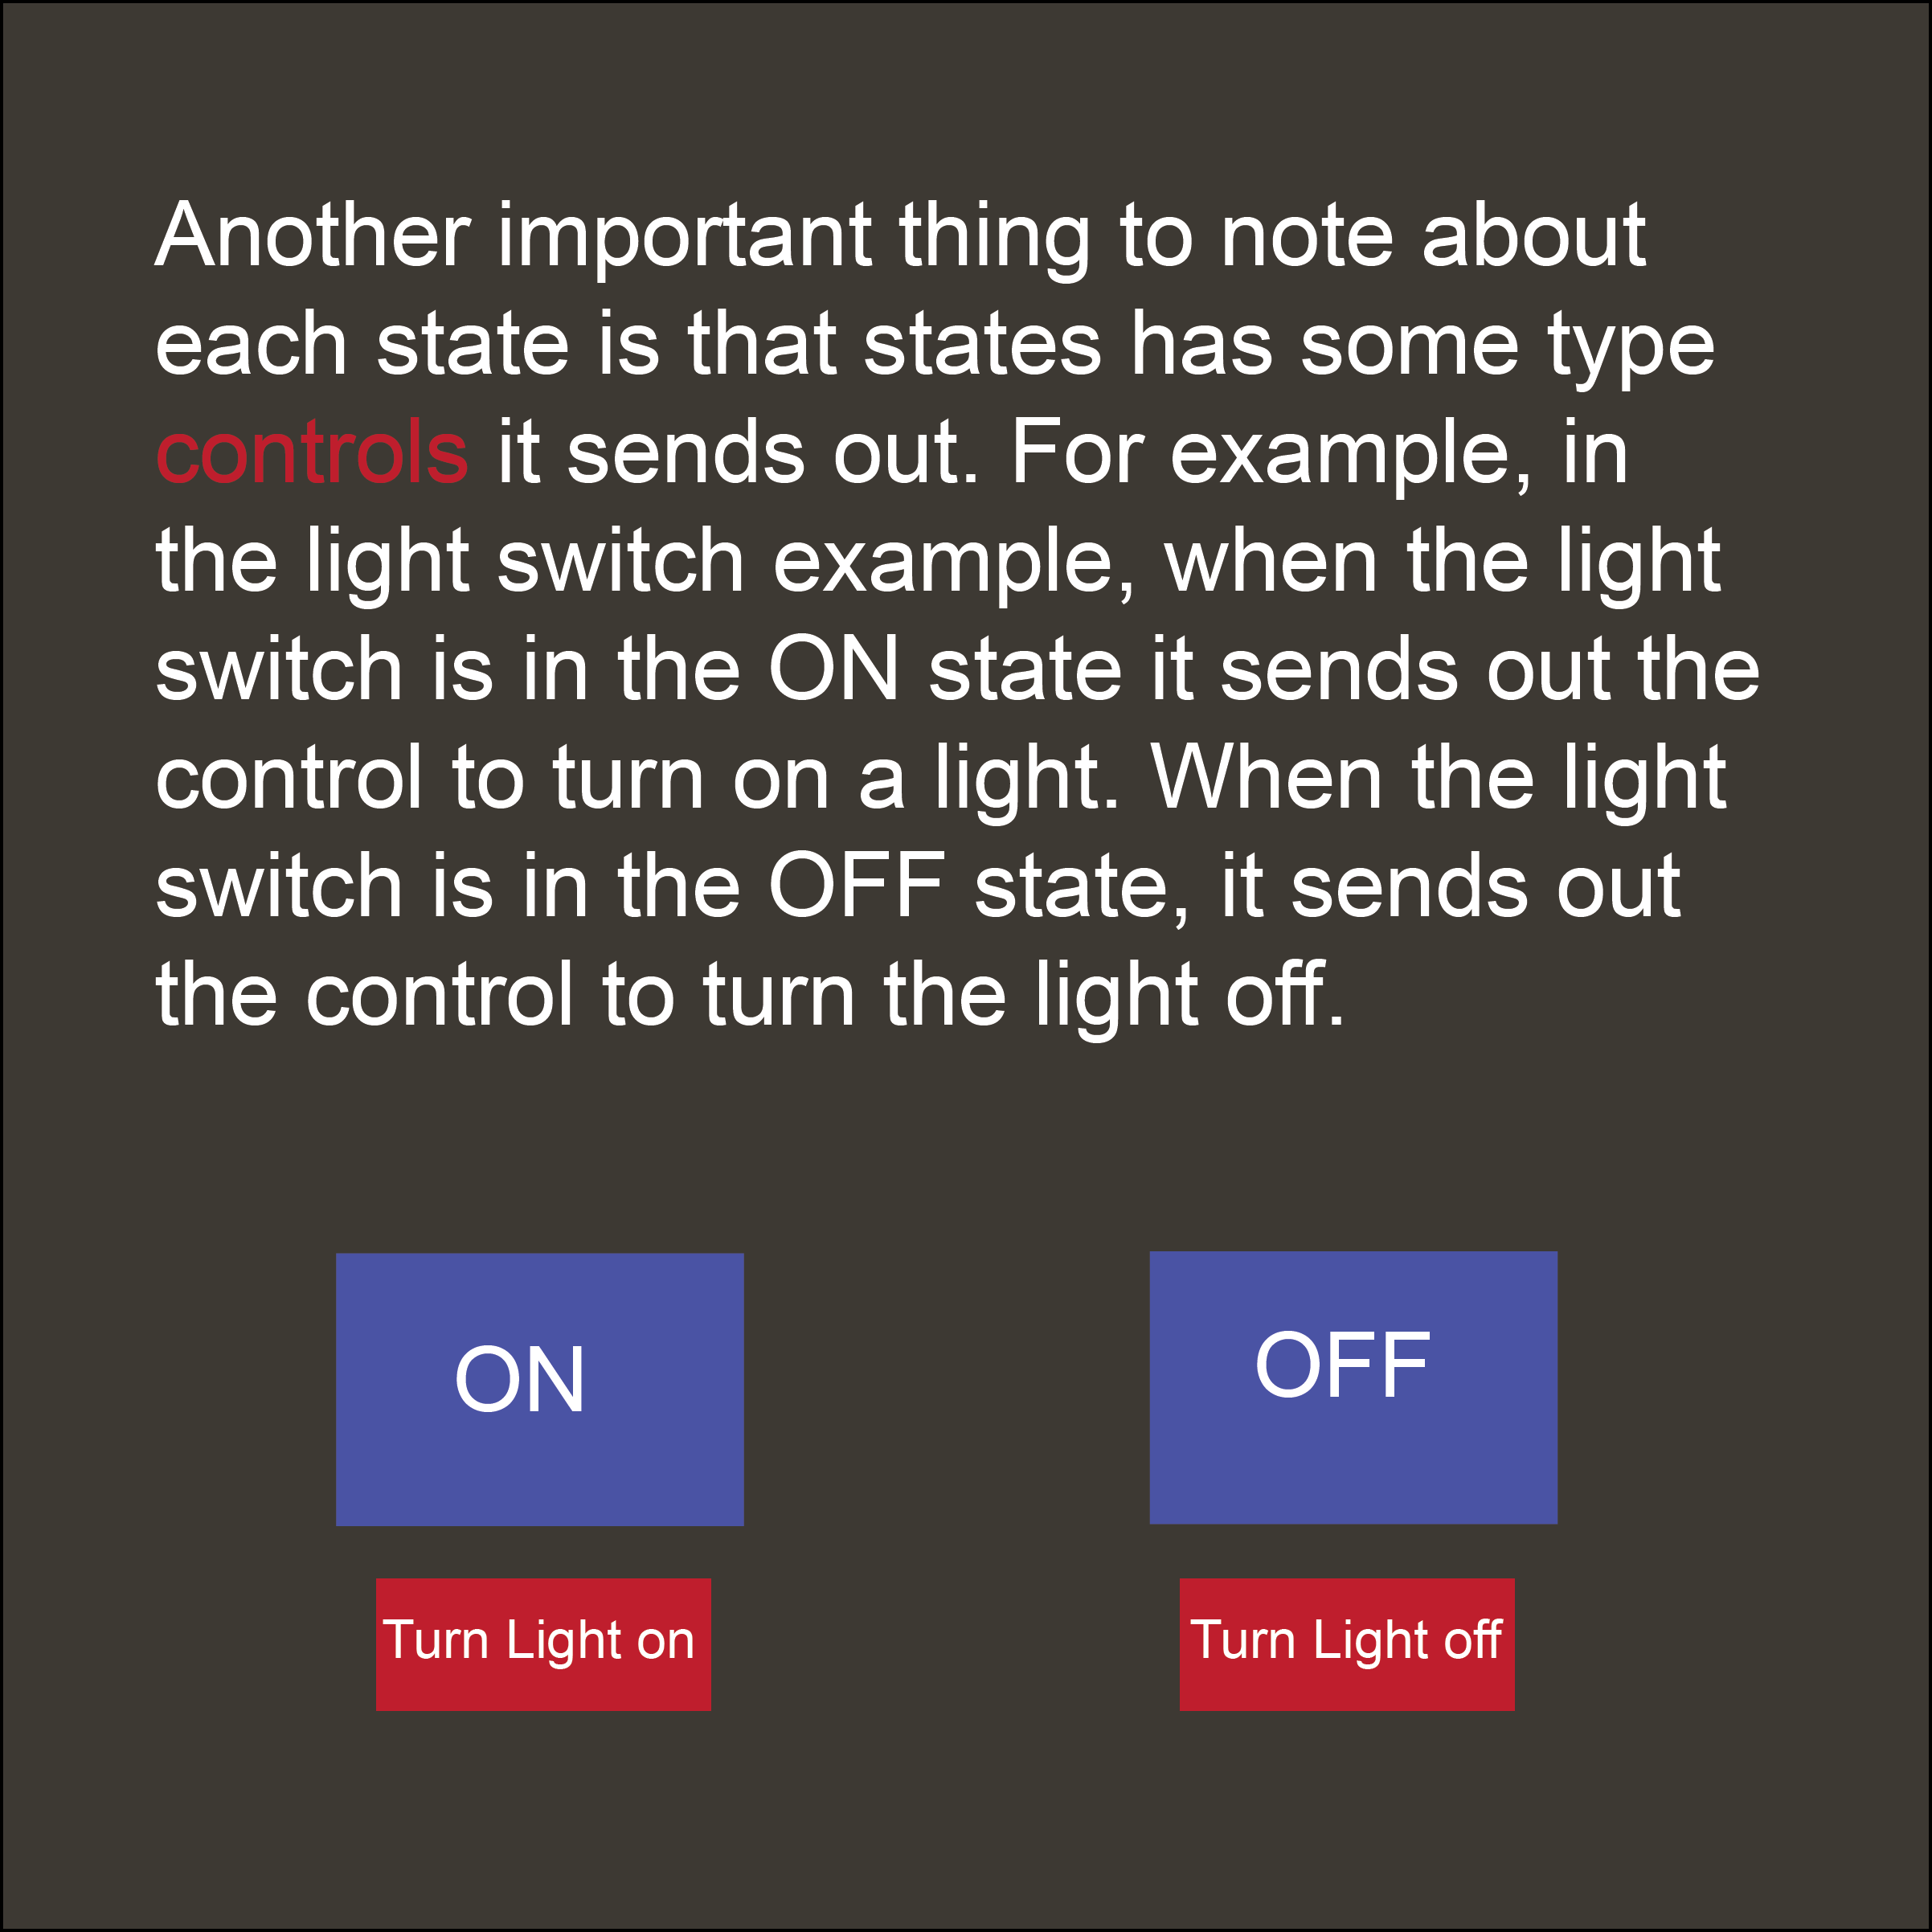 Another important thing to note about
each state is that states has some type
controls it sends out. For example, in
the light switch example, when the light
switch is in the ON state it sends out the
control to turn on a light. When the light
switch is in the OFF state, it sends out
the control to turn the light off.
ON
OFF
Turn Light on
Turn Light off